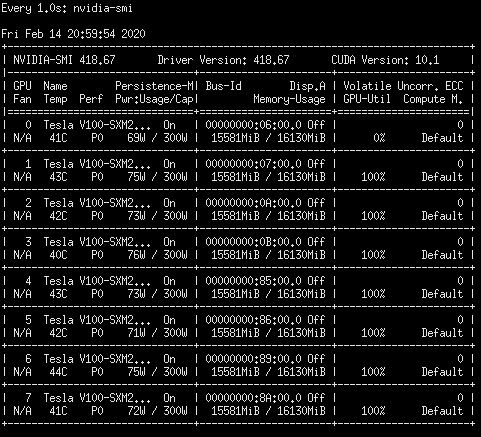 Every 1.0s: nvidia-smi
Fri Feb 14 20:59:54 2020
+-----------------------------------------------------------------------------+
| NVIDIA-SMI 418.67       Driver Version: 418.67       CUDA Version: 10.1     |
|-------------------------------+----------------------+----------------------+
| GPU  Name        Persistence-M| Bus-Id        Disp.A | Volatile Uncorr. ECC |
| Fan  Temp  Perf  Pwr:Usage/Cap|         Memory-Usage | GPU-Util  Compute M. |
|===============================+======================+======================|
|   0  Tesla V100-SXM2...  On   | 00000000:06:00.0 Off |                    0 |
| N/A   41C    P0    69W / 300W |  15581MiB / 16130MiB |      0%      Default |
+-------------------------------+----------------------+----------------------+
|   1  Tesla V100-SXM2...  On   | 00000000:07:00.0 Off |                    0 |
| N/A   43C    P0    75W / 300W |  15581MiB / 16130MiB |    100%      Default |
+-------------------------------+----------------------+----------------------+
|   2  Tesla V100-SXM2...  On   | 00000000:0A:00.0 Off |                    0 |
| N/A   42C    P0    73W / 300W |  15581MiB / 16130MiB |    100%      Default |
+-------------------------------+----------------------+----------------------+
|   3  Tesla V100-SXM2...  On   | 00000000:0B:00.0 Off |                    0 |
| N/A   40C    P0    76W / 300W |  15581MiB / 16130MiB |    100%      Default |
+-------------------------------+----------------------+----------------------+
|   4  Tesla V100-SXM2...  On   | 00000000:85:00.0 Off |                    0 |
| N/A   43C    P0    73W / 300W |  15581MiB / 16130MiB |    100%      Default |
+-------------------------------+----------------------+----------------------+
|   5  Tesla V100-SXM2...  On   | 00000000:86:00.0 Off |                    0 |
| N/A   42C    P0    71W / 300W |  15581MiB / 16130MiB |    100%      Default |
+-------------------------------+----------------------+----------------------+
|   6  Tesla V100-SXM2...  On   | 00000000:89:00.0 Off |                    0 |
| N/A   44C    P0    75W / 300W |  15581MiB / 16130MiB |    100%      Default |
+-------------------------------+----------------------+----------------------+
|   7  Tesla V100-SXM2...  On   | 00000000:8A:00.0 Off |                    0 |
| N/A   41C    P0    72W / 300W |  15581MiB / 16130MiB |    100%      Default |
+-------------------------------+----------------------+----------------------+